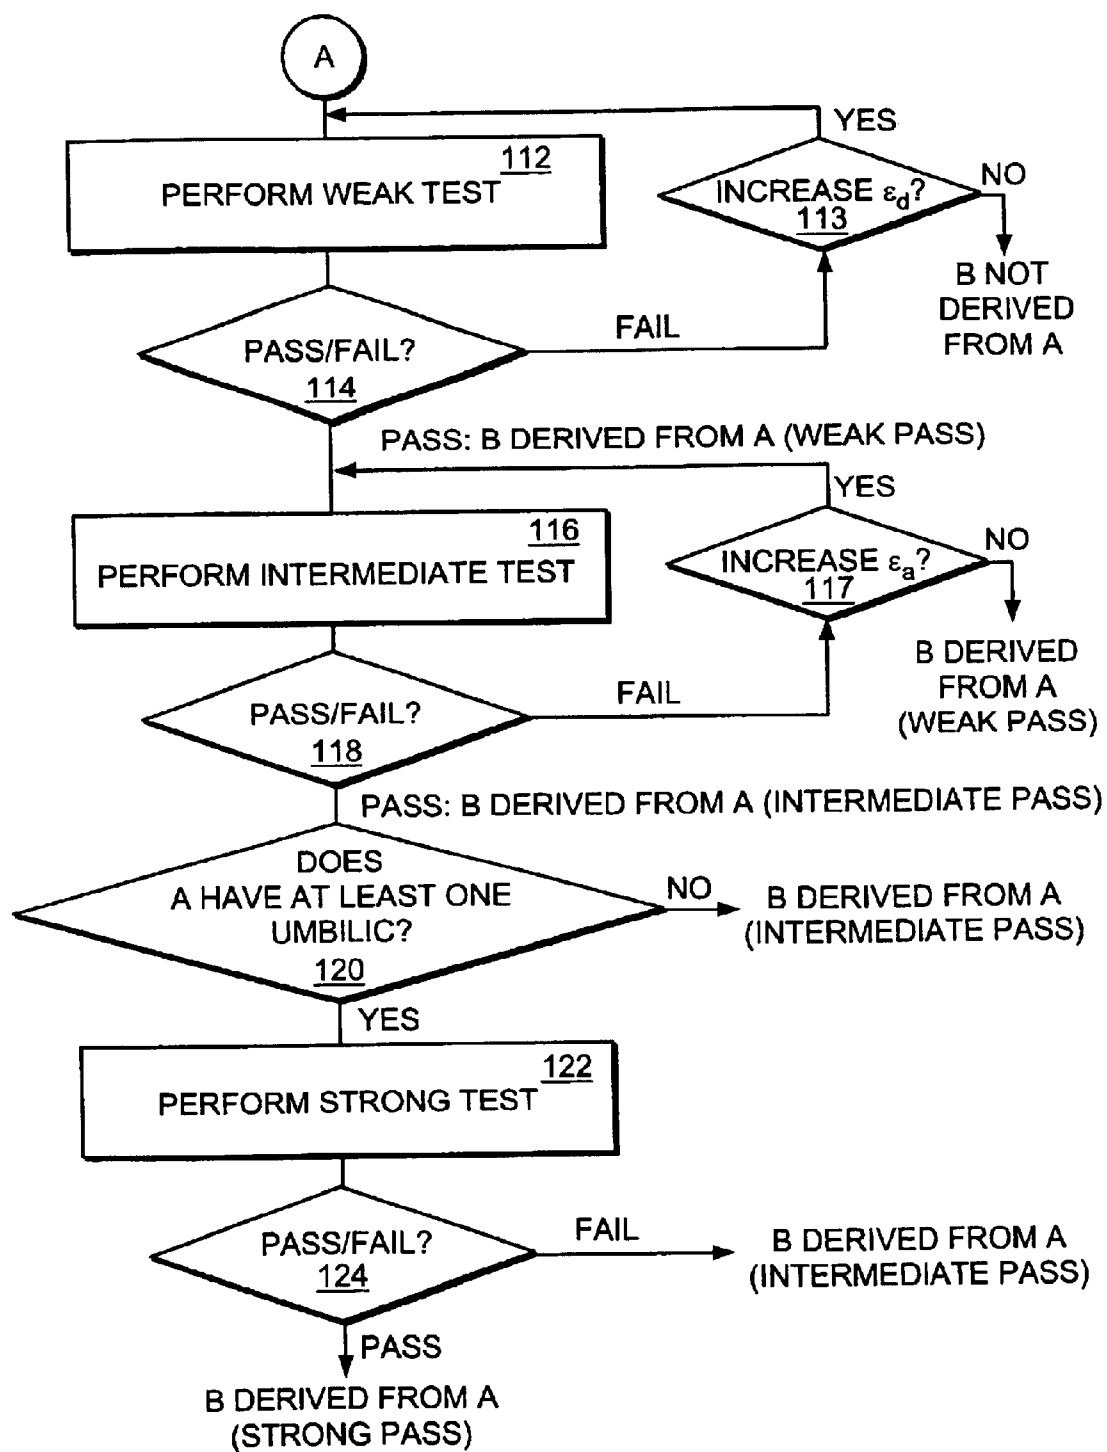 A
YES
112
PERFORM WEAK TEST
INCREASE εd?
113
NO
B NOT
DERIVED
FROM A
FAIL
PASS/FAIL?
114
PASS: B DERIVED FROM A (WEAK PASS)
YES
116
PERFORM INTERMEDIATE TEST
INCREASE εa?
117
NO
B DERIVED
FROM A
(WEAK PASS)
FAIL
PASS/FAIL?
118
PASS: B DERIVED FROM A (INTERMEDIATE PASS)
DOES
A HAVE AT LEAST ONE
UMBILIC?
120
NO
B DERIVED FROM A
(INTERMEDIATE PASS)
YES
122
PERFORM STRONG TEST
PASS/FAIL?
124
FAIL
B DERIVED FROM A
(INTERMEDIATE PASS)
PASS
B DERIVED FROM A
(STRONG PASS)